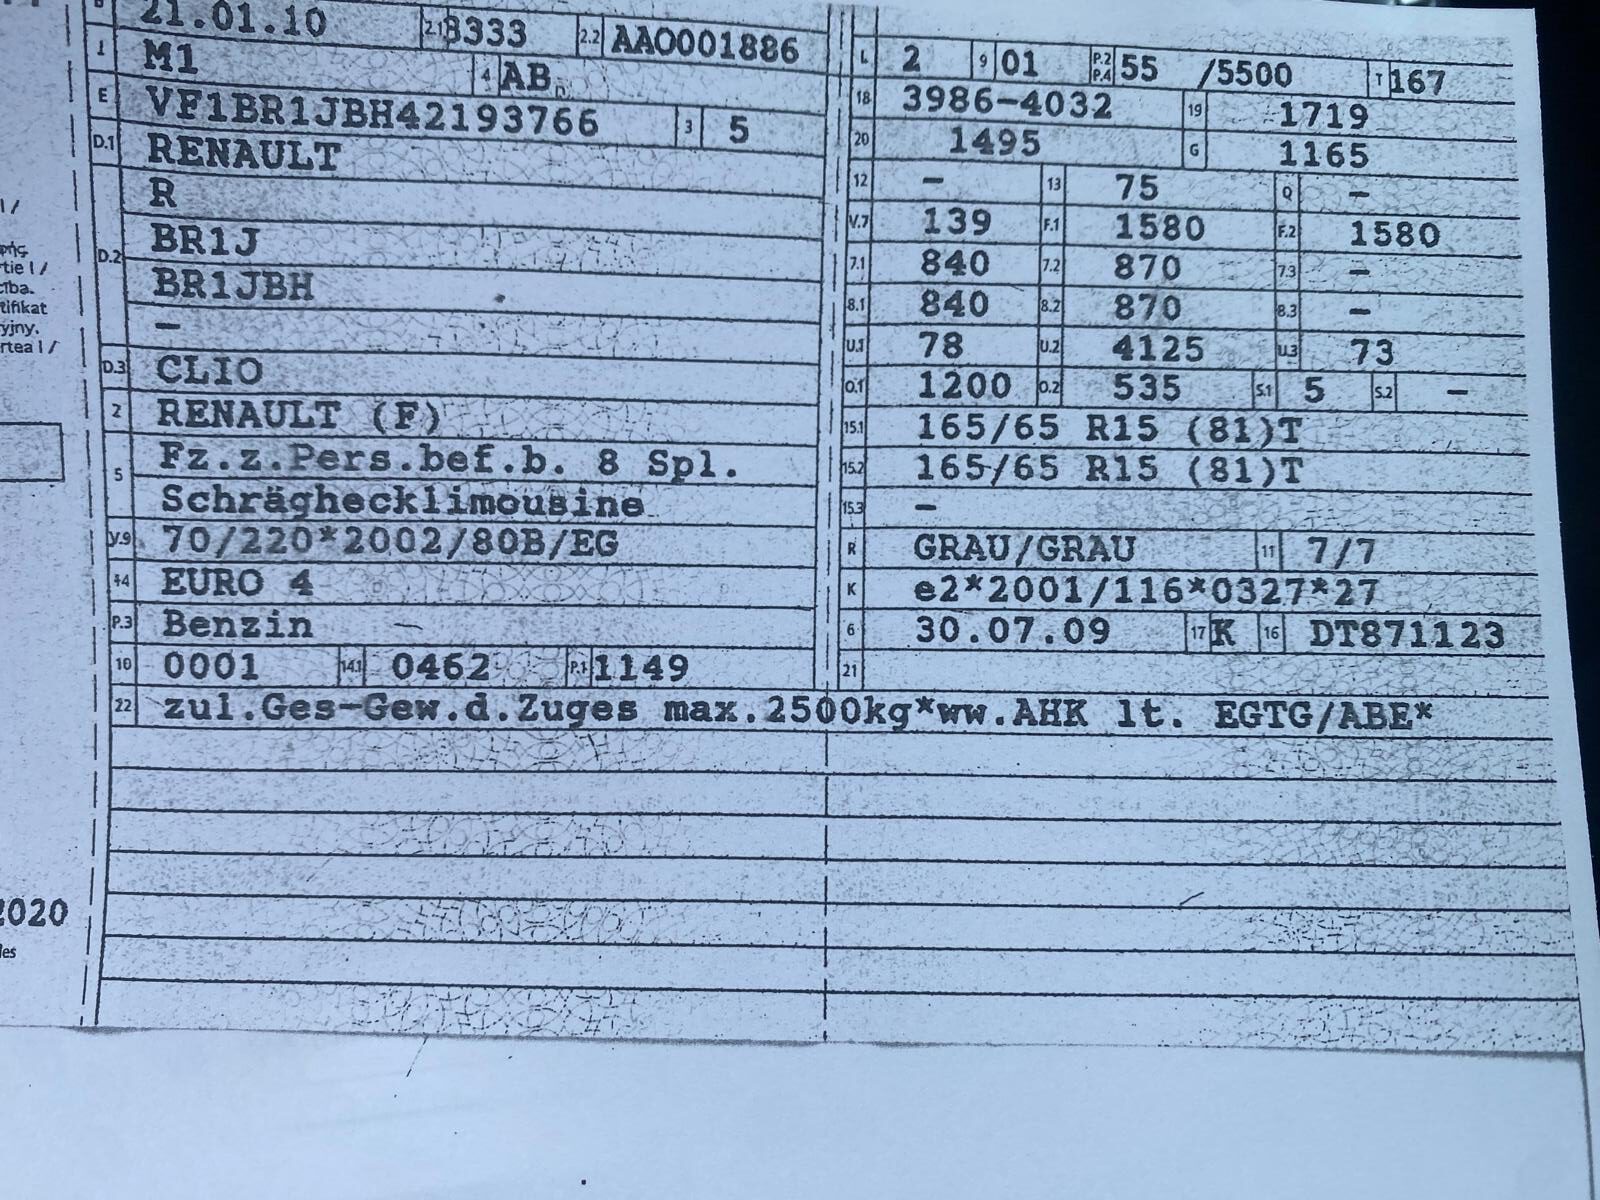 B 21.01.10 2.1 3333 2.2 AAO001886
J M1 4 AB
E VF1BR1JBH42193766 3 5
D.1 RENAULT
R
D.2 BR1J
BR1JBH
-
D.3 CLIO
2 RENAULT (F)
5 Fz.z.Pers.bef.b. 8 Spl.
Schräghecklimousine
V.9 70/220*2002/80B/EG
14 EURO 4
P.3 Benzin
10 0001 14.1 0462 P.1 1149
L 2 9 01 P.2 P.4 55 /5500 T 167
18 3986-4032 19 1719
20 1495 G 1165
12 - 13 75 Q -
V.7 139 F.1 1580 F.2 1580
7.1 840 7.2 870 7.3 -
8.1 840 8.2 870 8.3 -
U.1 78 U.2 4125 U.3 73
O.1 1200 O.2 535 S.1 5 S.2 -
15.1 165/65 R15 (81)T
15.2 165/65 R15 (81)T
15.3 -
R GRAU/GRAU 11 7/7
K e2*2001/116*0327*27
6 30.07.09 17 K 16 DT871123
21
22 zul.Ges-Gew.d.Zuges max.2500kg*ww.AHK lt. EGTG/ABE*
I /
tie I /
tifikat
rtea I /
2020